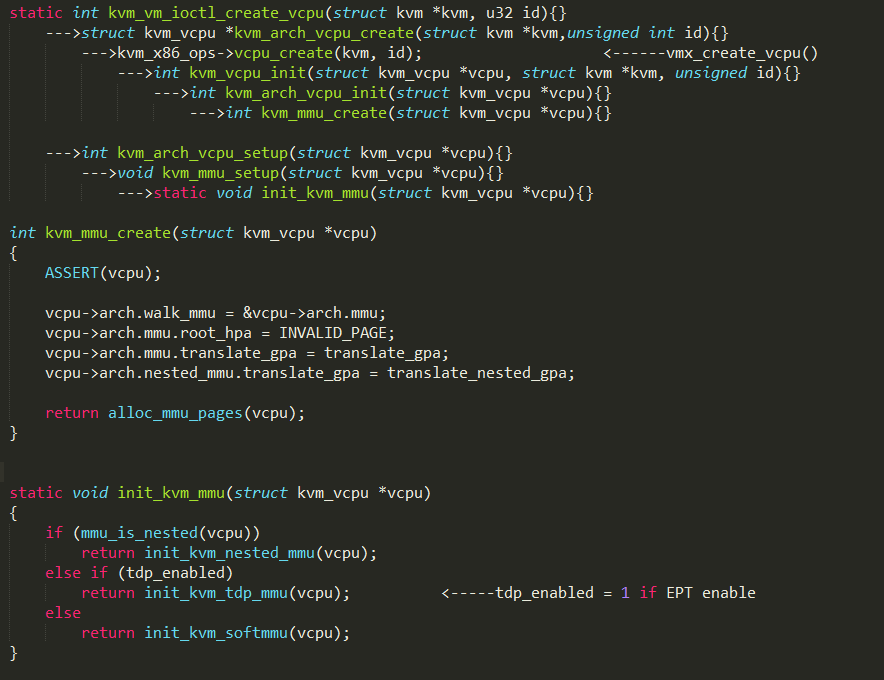 static int kvm_vm_ioctl_create_vcpu(struct kvm *kvm, u32 id){}
    --->struct kvm_vcpu *kvm_arch_vcpu_create(struct kvm *kvm,unsigned int id){}
        --->kvm_x86_ops->vcpu_create(kvm, id);                    <------vmx_create_vcpu()
            --->int kvm_vcpu_init(struct kvm_vcpu *vcpu, struct kvm *kvm, unsigned id){}
                --->int kvm_arch_vcpu_init(struct kvm_vcpu *vcpu){}
                    --->int kvm_mmu_create(struct kvm_vcpu *vcpu){}
    --->int kvm_arch_vcpu_setup(struct kvm_vcpu *vcpu){}
        --->void kvm_mmu_setup(struct kvm_vcpu *vcpu){}
            --->static void init_kvm_mmu(struct kvm_vcpu *vcpu){}
int kvm_mmu_create(struct kvm_vcpu *vcpu)
{
    ASSERT(vcpu);
    vcpu->arch.walk_mmu = &vcpu->arch.mmu;
    vcpu->arch.mmu.root_hpa = INVALID_PAGE;
    vcpu->arch.mmu.translate_gpa = translate_gpa;
    vcpu->arch.nested_mmu.translate_gpa = translate_nested_gpa;
    return alloc_mmu_pages(vcpu);
}
static void init_kvm_mmu(struct kvm_vcpu *vcpu)
{
    if (mmu_is_nested(vcpu))
        return init_kvm_nested_mmu(vcpu);
    else if (tdp_enabled)
        return init_kvm_tdp_mmu(vcpu);          <-----tdp_enabled = 1 if EPT enable
    else
        return init_kvm_softmmu(vcpu);
}